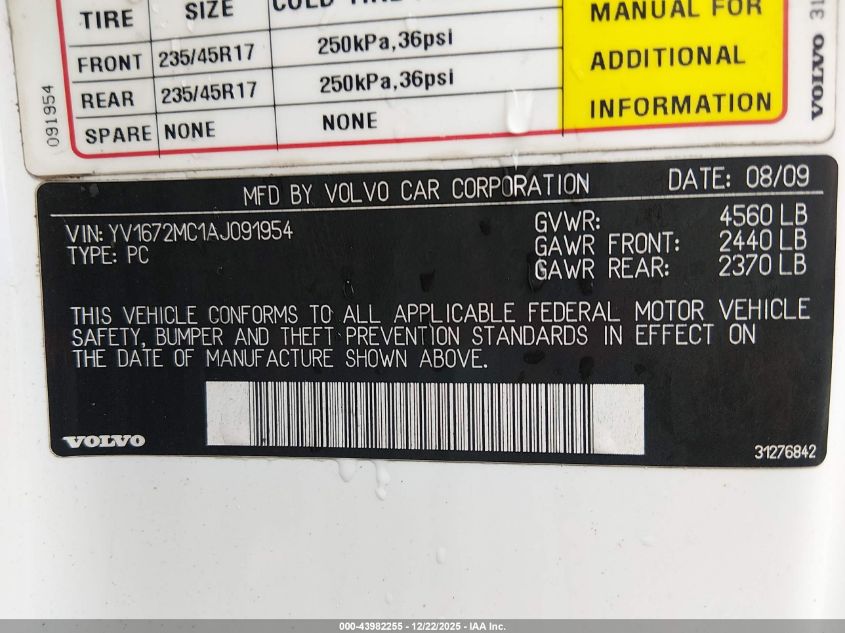 TIRE SIZE COLD TIRE
FRONT 235/45R17 250kPa,36psi
REAR 235/45R17 250kPa,36psi
SPARE NONE NONE
MANUAL FOR
ADDITIONAL
INFORMATION
091954
VOLVO 31
MFD BY VOLVO CAR CORPORATION DATE: 08/09
VIN: YV1672MC1AJ091954
TYPE: PC
GVWR: 4560 LB
GAWR FRONT: 2440 LB
GAWR REAR: 2370 LB
THIS VEHICLE CONFORMS TO ALL APPLICABLE FEDERAL MOTOR VEHICLE
SAFETY, BUMPER AND THEFT PREVENTION STANDARDS IN EFFECT ON
THE DATE OF MANUFACTURE SHOWN ABOVE.
VOLVO
31276842
000-43982255 - 12/22/2025 - IAA Inc.